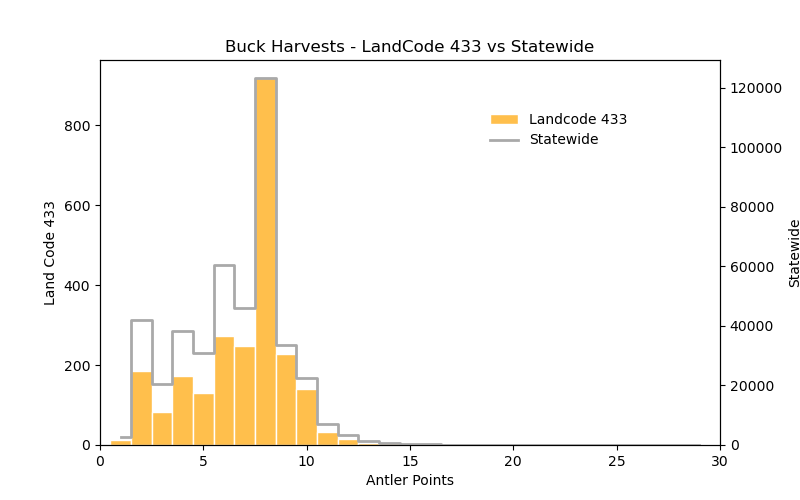 Buck Harvests - LandCode 433 vs Statewide
Landcode 433
Statewide
Land Code 433
800
600
400
200
0
120000
100000
80000
60000
40000
20000
0
Statewide
0 5 10 15 20 25 30
Antler Points